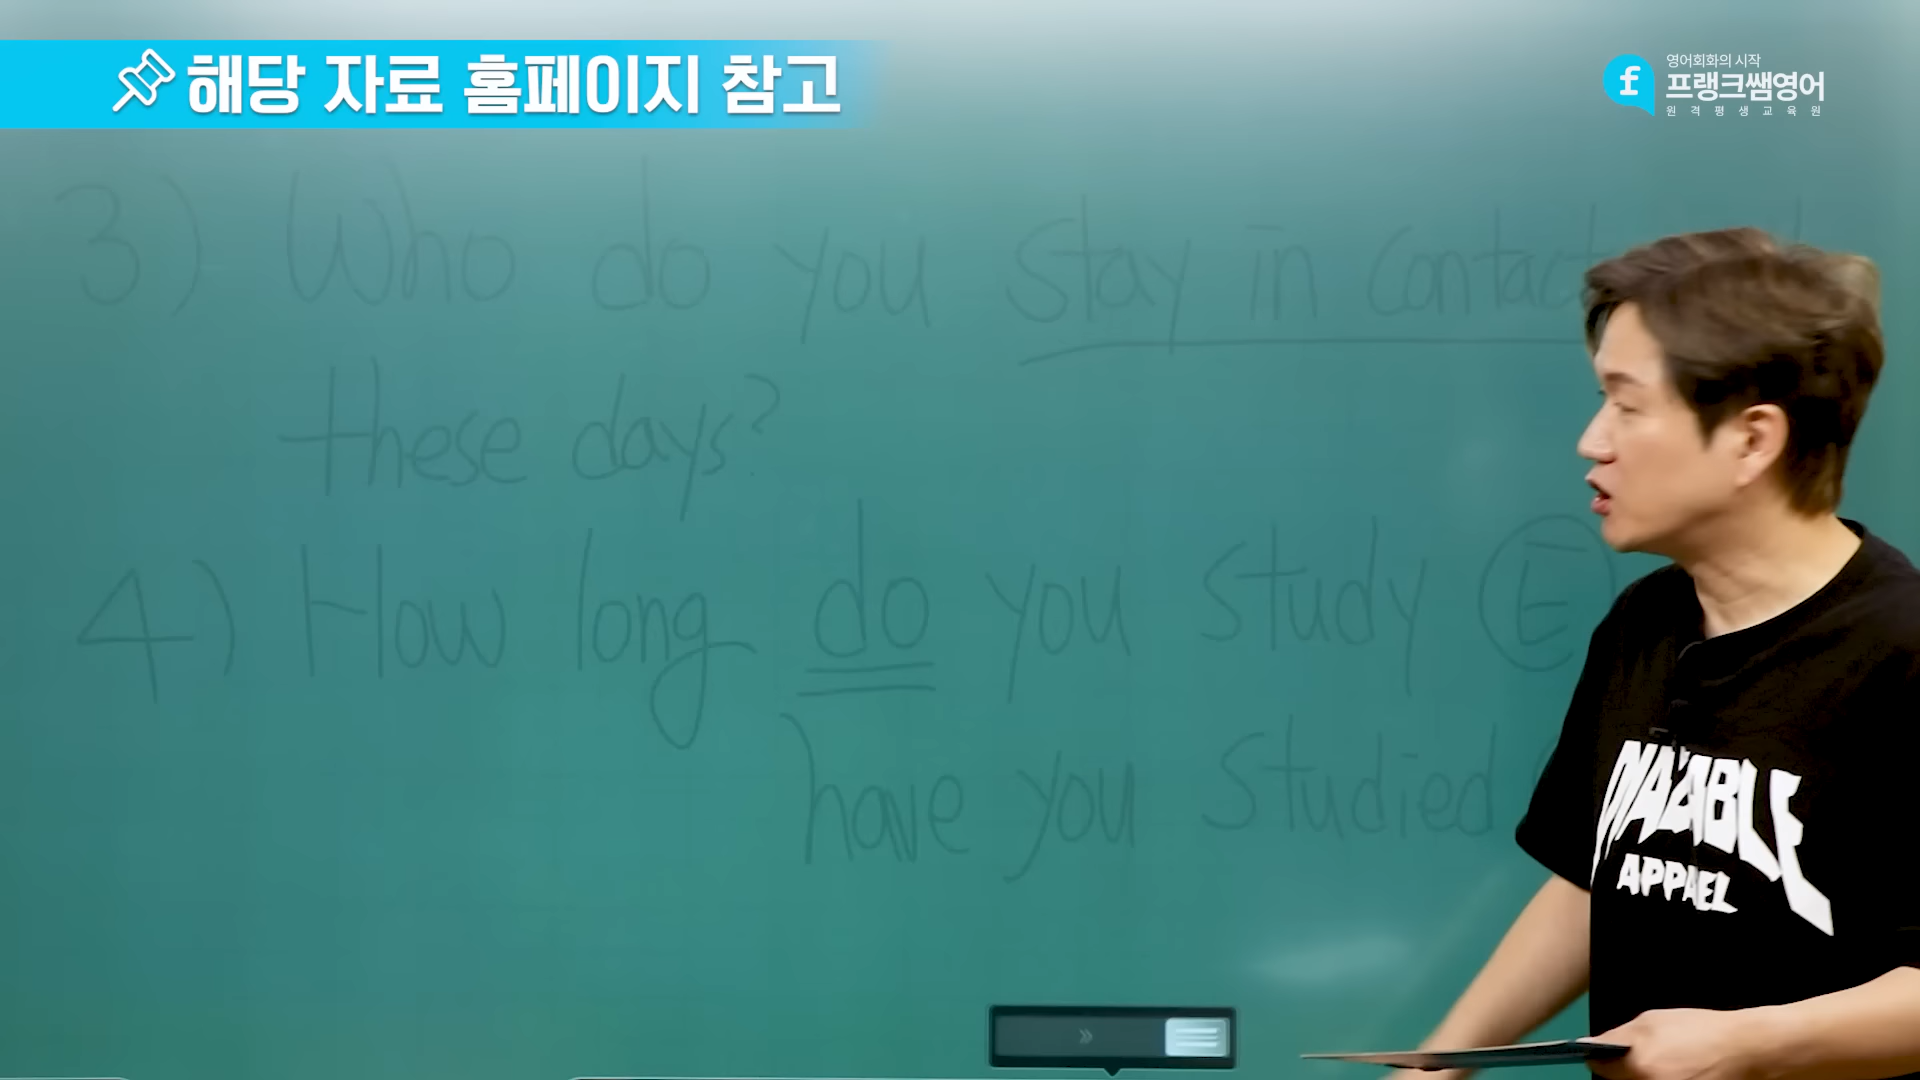 해당 자료 홈페이지 참고
영어회화의 시작
프랭크쌤영어
원격평생교육원
3) Who do you stay in contact
these days?
4) How long do you study E
have you studied
APPAEL